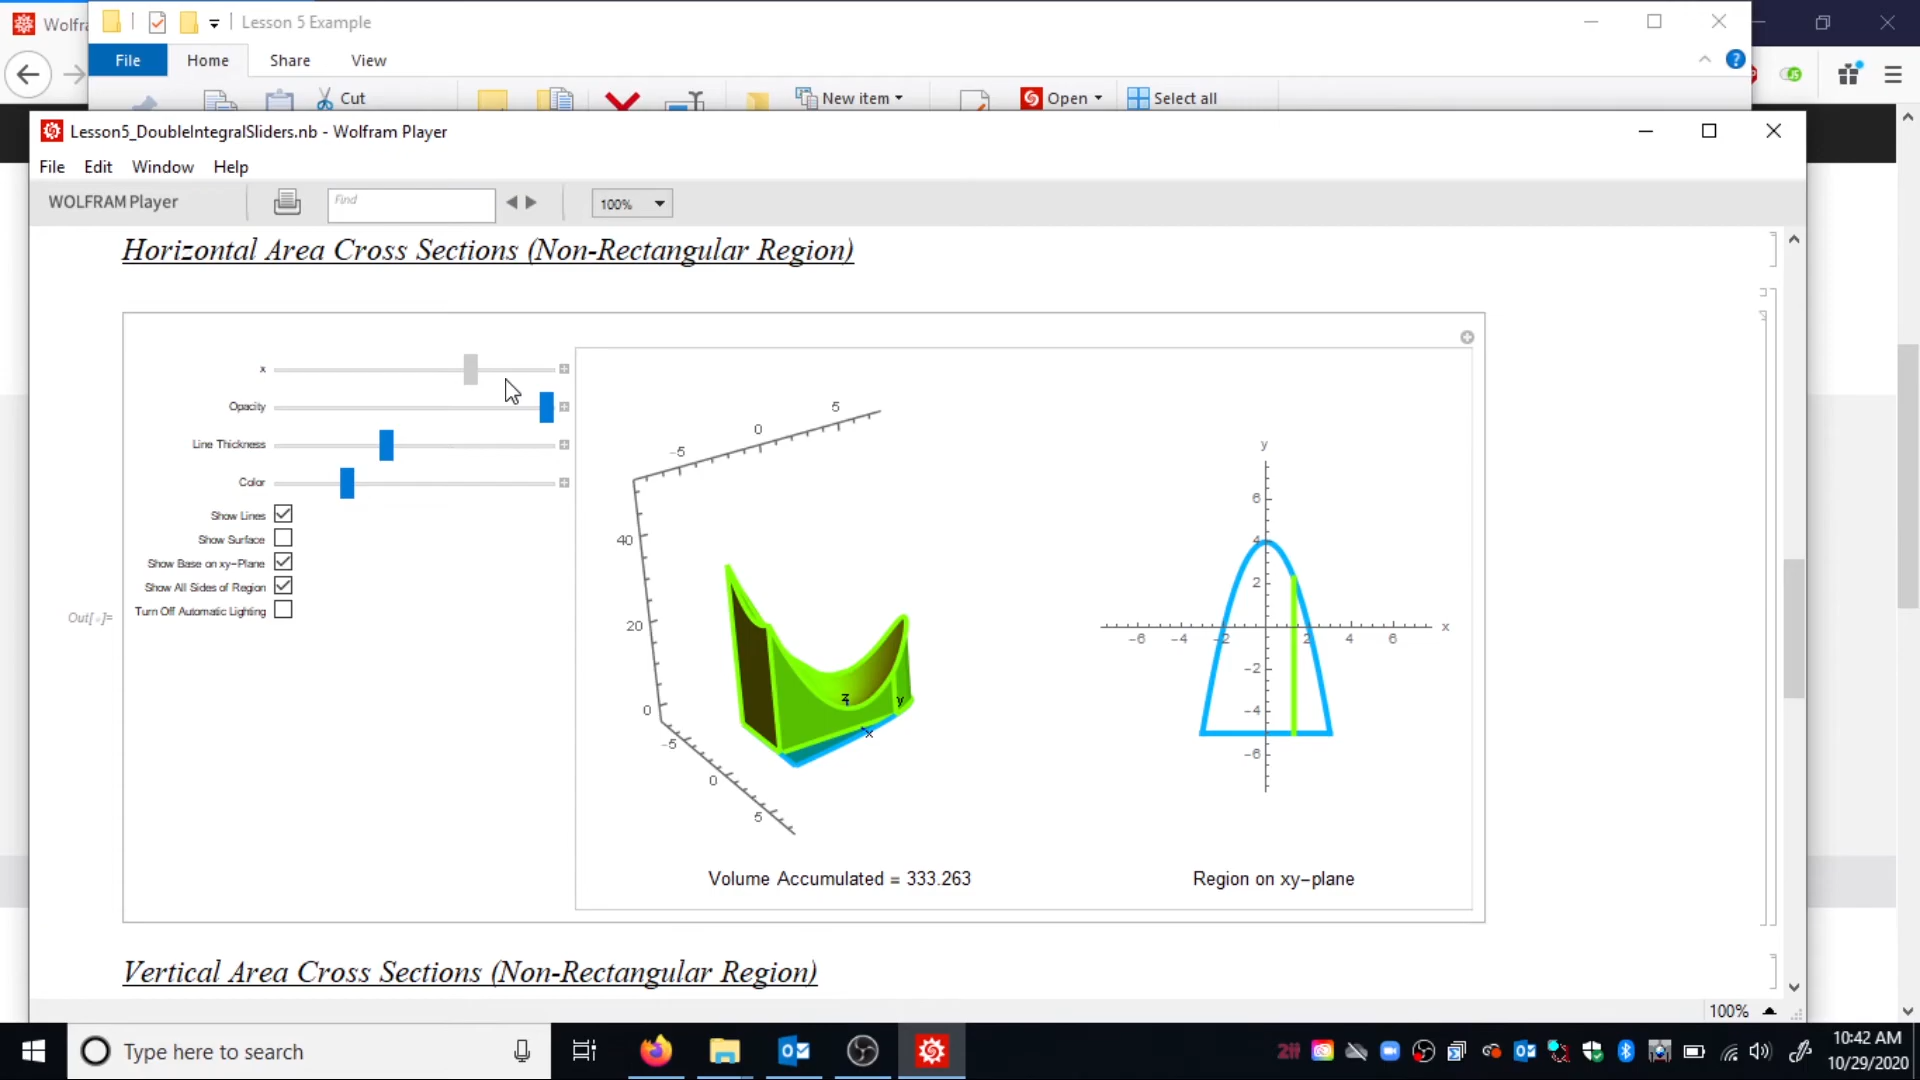 Wolfra
Lesson 5 Example
File Home Share View
Cut New item Open Select all
Lesson5_DoubleIntegralSliders.nb - Wolfram Player
File Edit Window Help
WOLFRAM Player Find 100%
Horizontal Area Cross Sections (Non-Rectangular Region)
x
Opacity
Line Thickness
Color
Show Lines
Show Surface
Show Base on xy-Plane
Show All Sides of Region
Turn Off Automatic Lighting
Out[ ]=
-5 0 5
40
20
0
-5
0
5
z y
x
y
6
4
2
-6 -4 -2 2 4 6 x
-2
-4
-6
Volume Accumulated = 333.263
Region on xy-plane
Vertical Area Cross Sections (Non-Rectangular Region)
100%
Type here to search
10:42 AM
10/29/2020